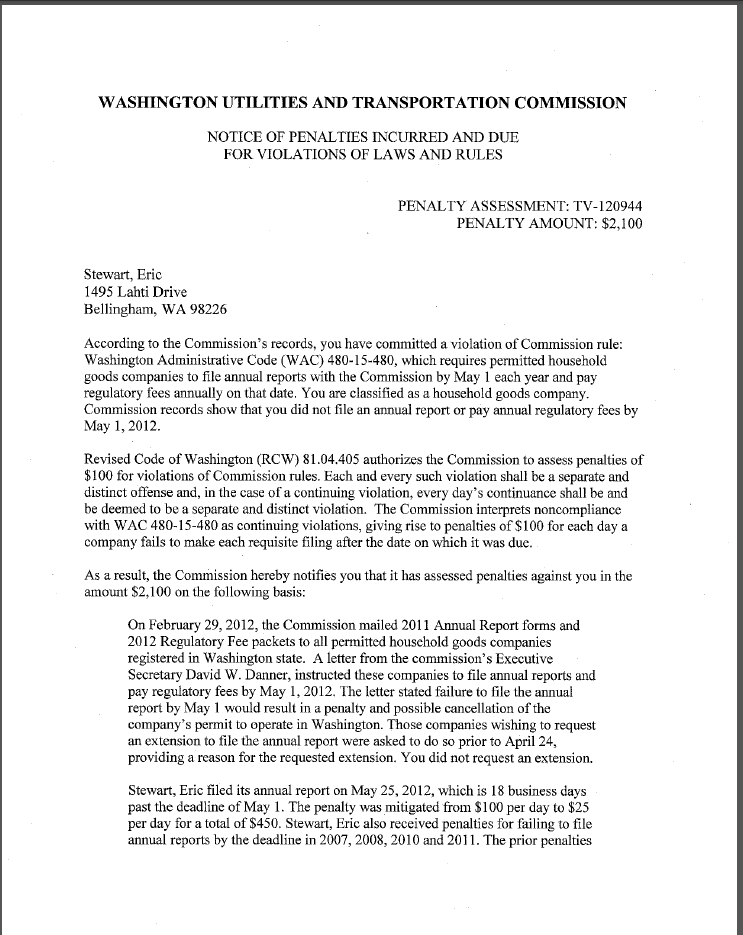 WASHINGTON UTILITIES AND TRANSPORTATION COMMISSION
NOTICE OF PENALTIES INCURRED AND DUE
FOR VIOLATIONS OF LAWS AND RULES
PENALTY ASSESSMENT: TV-120944
PENALTY AMOUNT: $2,100
Stewart, Eric
1495 Lahti Drive
Bellingham, WA 98226
According to the Commission's records, you have committed a violation of Commission rule:
Washington Administrative Code (WAC) 480-15-480, which requires permitted household
goods companies to file annual reports with the Commission by May 1 each year and pay
regulatory fees annually on that date. You are classified as a household goods company.
Commission records show that you did not file an annual report or pay annual regulatory fees by
May 1, 2012.
Revised Code of Washington (RCW) 81.04.405 authorizes the Commission to assess penalties of
$100 for violations of Commission rules. Each and every such violation shall be a separate and
distinct offense and, in the case of a continuing violation, every day's continuance shall be and
be deemed to be a separate and distinct violation. The Commission interprets noncompliance
with WAC 480-15-480 as continuing violations, giving rise to penalties of $100 for each day a
company fails to make each requisite filing after the date on which it was due.
As a result, the Commission hereby notifies you that it has assessed penalties against you in the
amount $2,100 on the following basis:
On February 29, 2012, the Commission mailed 2011 Annual Report forms and
2012 Regulatory Fee packets to all permitted household goods companies
registered in Washington state. A letter from the commission's Executive
Secretary David W. Danner, instructed these companies to file annual reports and
pay regulatory fees by May 1, 2012. The letter stated failure to file the annual
report by May 1 would result in a penalty and possible cancellation of the
company's permit to operate in Washington. Those companies wishing to request
an extension to file the annual report were asked to do so prior to April 24,
providing a reason for the requested extension. You did not request an extension.
Stewart, Eric filed its annual report on May 25, 2012, which is 18 business days
past the deadline of May 1. The penalty was mitigated from $100 per day to $25
per day for a total of $450. Stewart, Eric also received penalties for failing to file
annual reports by the deadline in 2007, 2008, 2010 and 2011. The prior penalties